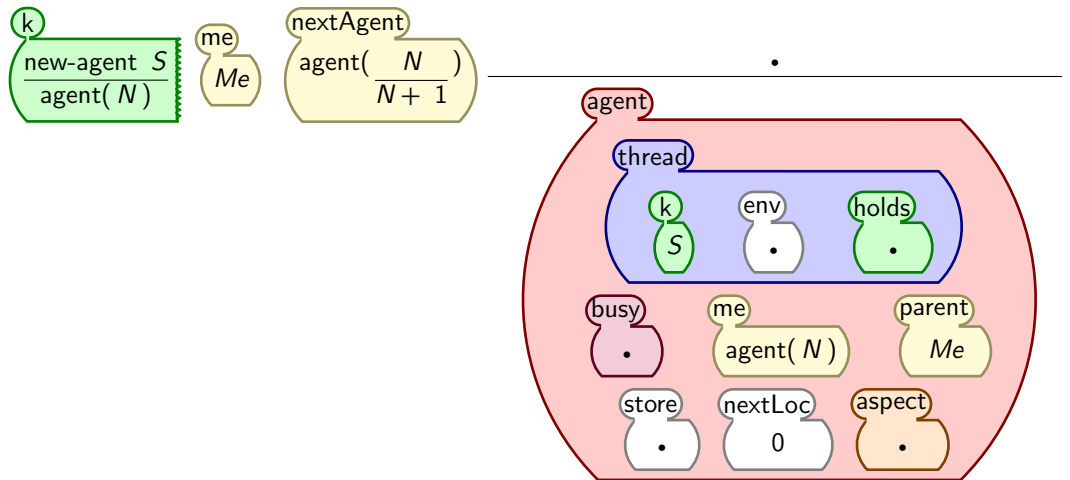 k
new-agent S
agent( N )
me
Me
nextAgent
agent( N )
N + 1
•
agent
thread
k
env
holds
S
•
•
busy
me
parent
•
agent( N )
Me
store
nextLoc
aspect
•
0
•